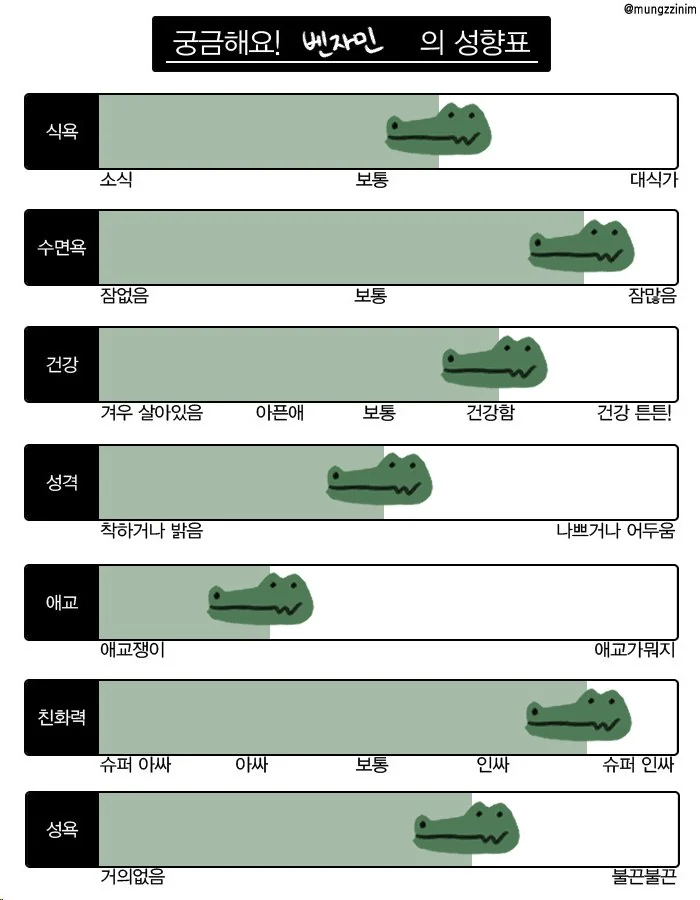 @mungzzinim
궁금해요! 벤자민 의 성향표
식욕
소식 보통 대식가
수면욕
잠없음 보통 잠많음
건강
겨우 살아있음 아픈애 보통 건강함 건강 튼튼!
성격
착하거나 밝음 나쁘거나 어두움
애교
애교쟁이 애교가뭐지
친화력
슈퍼 아싸 아싸 보통 인싸 슈퍼 인싸
성욕
거의없음 불끈불끈